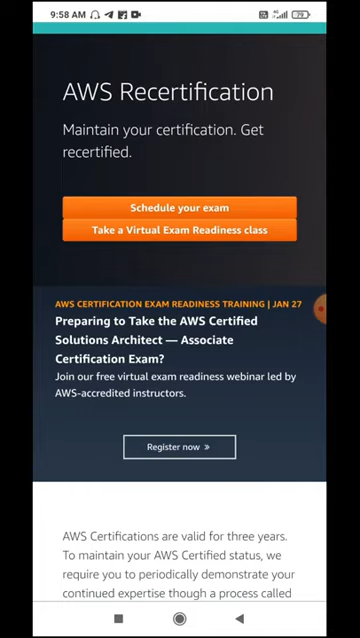 9:58 AM
79
AWS Recertification
Maintain your certification. Get
recertified.
Schedule your exam
Take a Virtual Exam Readiness class
AWS CERTIFICATION EXAM READINESS TRAINING | JAN 27
Preparing to Take the AWS Certified
Solutions Architect — Associate
Certification Exam?
Join our free virtual exam readiness webinar led by
AWS-accredited instructors.
Register now »
AWS Certifications are valid for three years.
To maintain your AWS Certified status, we
require you to periodically demonstrate your
continued expertise though a process called